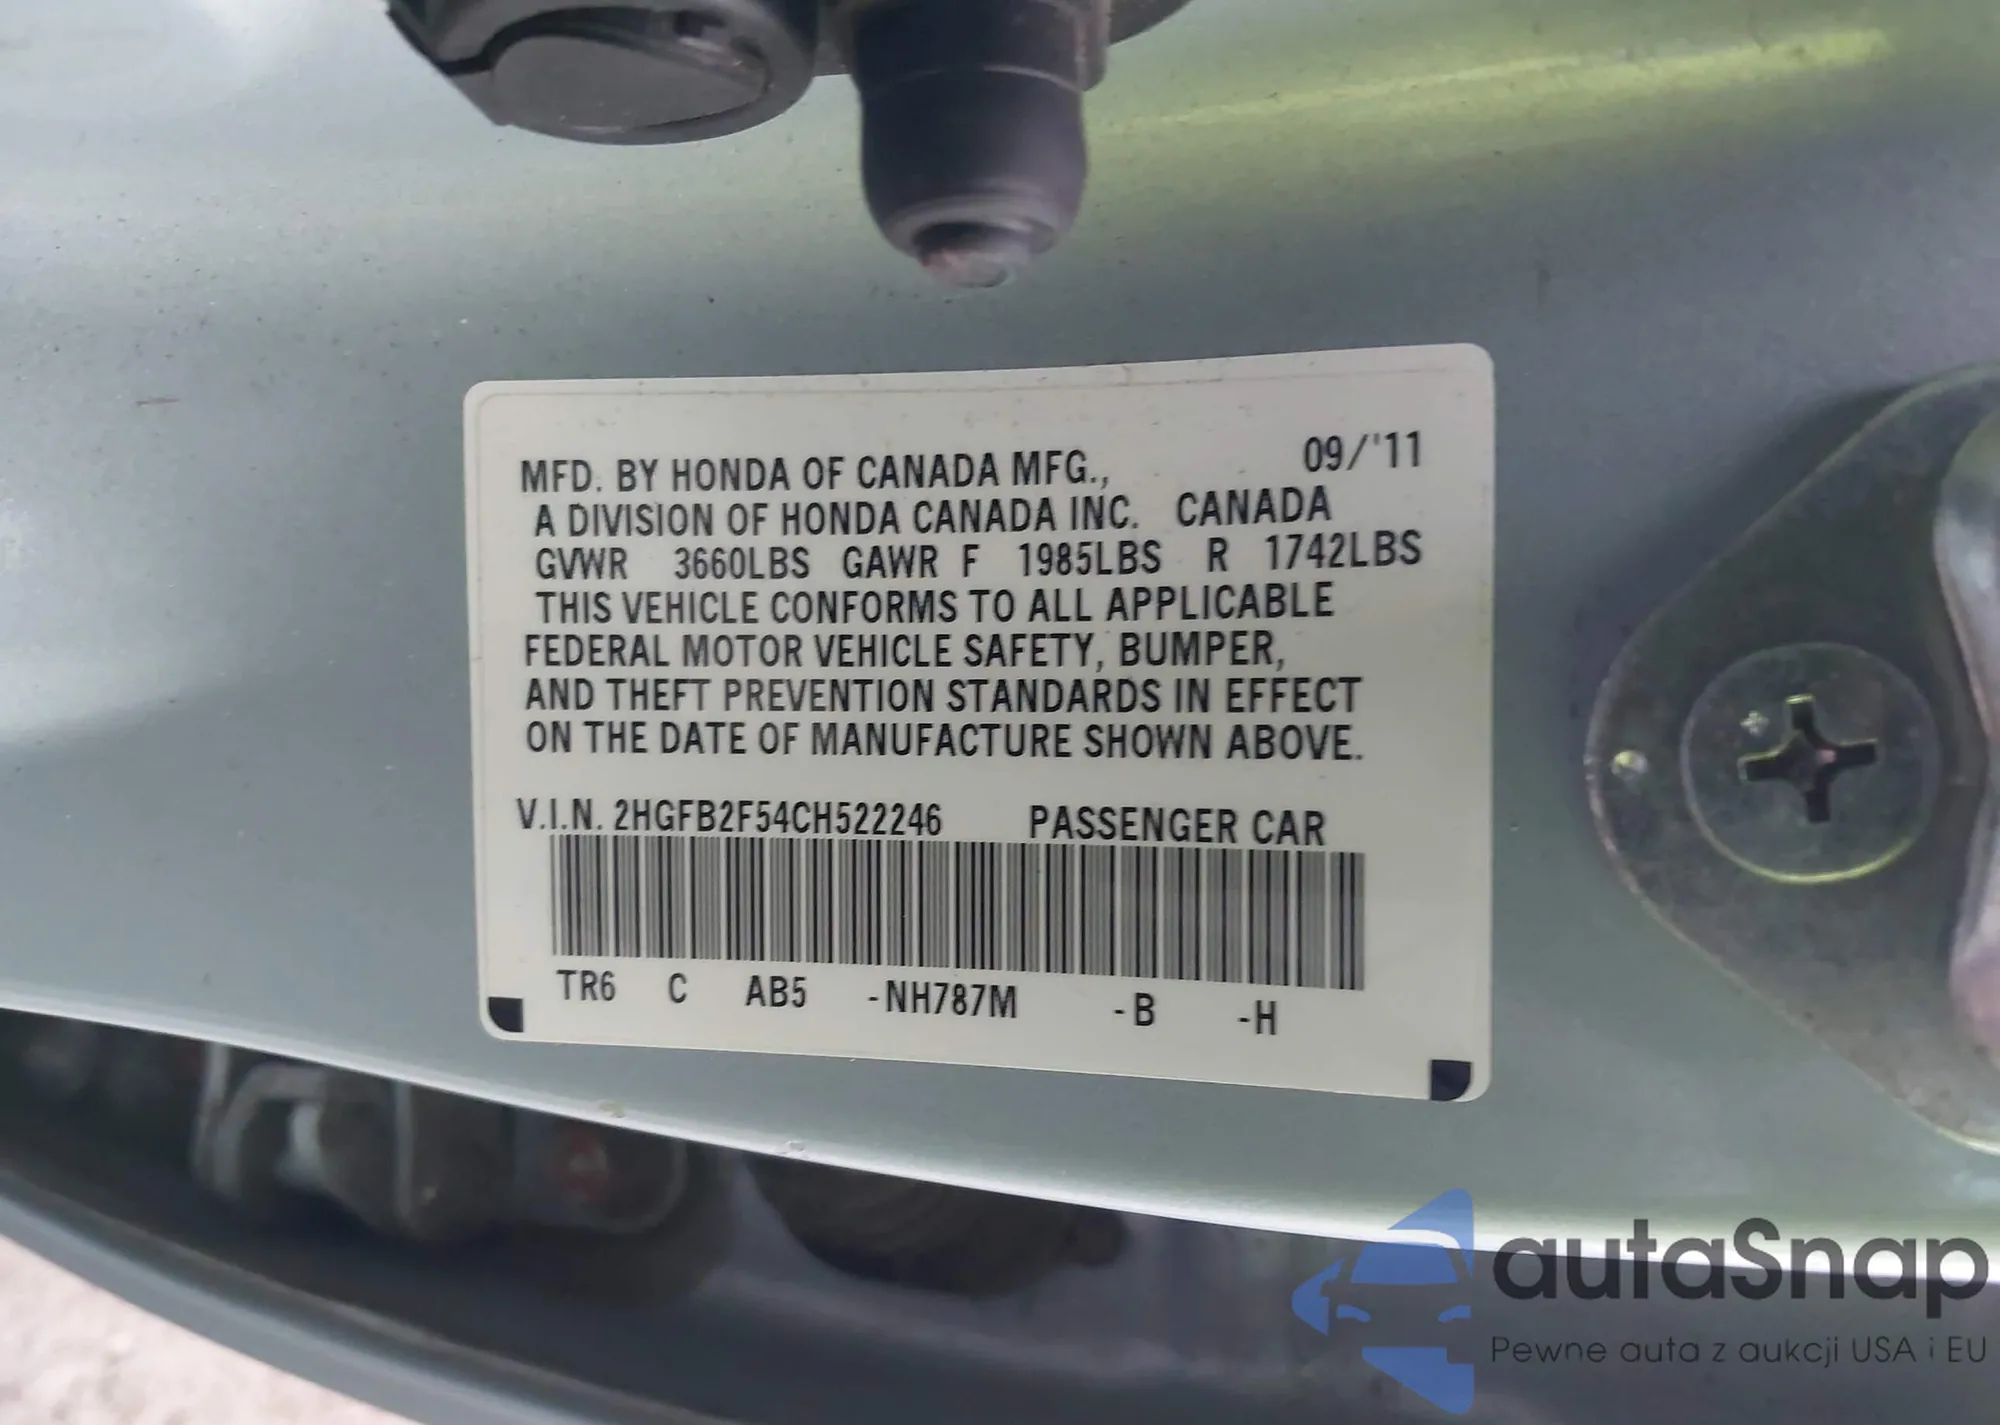 MFD. BY HONDA OF CANADA MFG., 09/'11
A DIVISION OF HONDA CANADA INC. CANADA
GVWR 3660LBS GAWR F 1985LBS R 1742LBS
THIS VEHICLE CONFORMS TO ALL APPLICABLE
FEDERAL MOTOR VEHICLE SAFETY, BUMPER,
AND THEFT PREVENTION STANDARDS IN EFFECT
ON THE DATE OF MANUFACTURE SHOWN ABOVE.
V.I.N. 2HGFB2F54CH522246 PASSENGER CAR
TR6 C AB5 -NH787M -B -H
autaSnap
Pewne auta z aukcji USA i EU